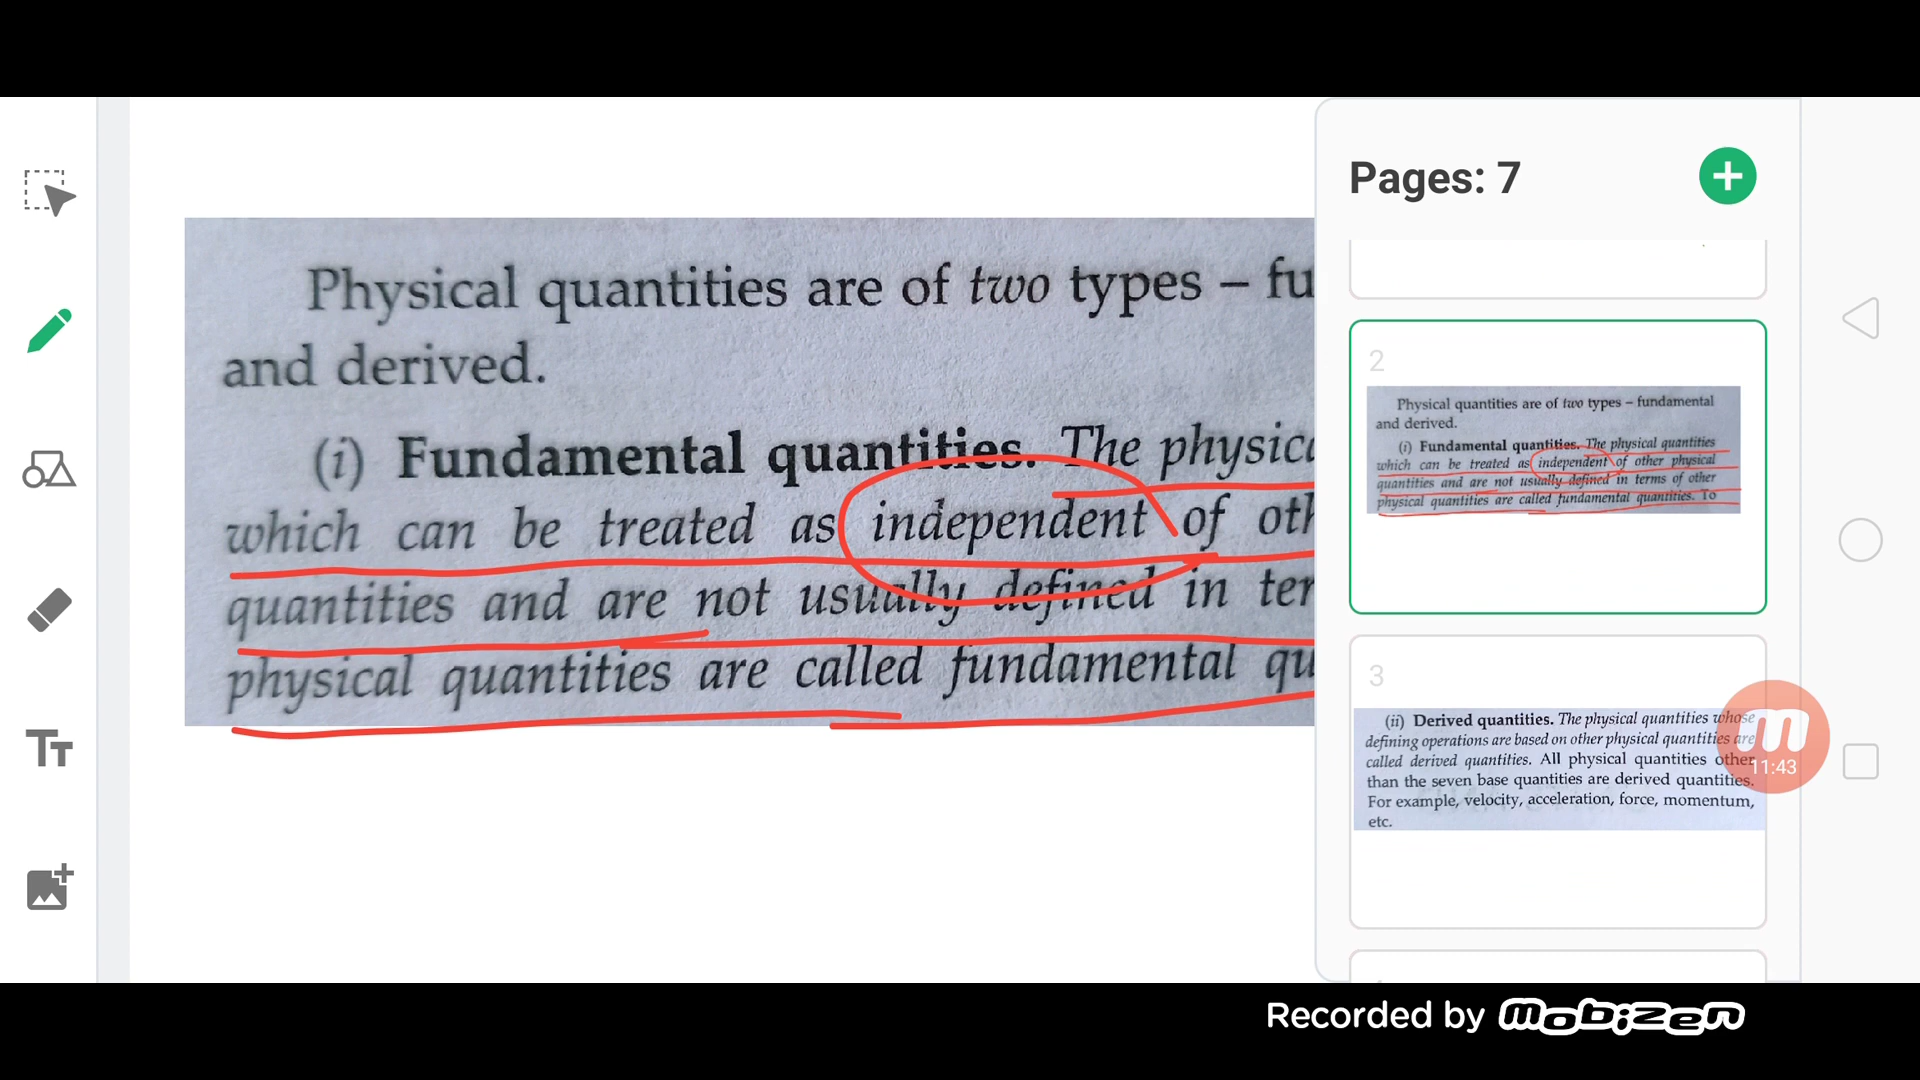 Physical quantities are of two types – fu
and derived.
(i) Fundamental quantities. The physic
which can be treated as independent of oth
quantities and are not usually defined in ter
physical quantities are called fundamental qu
Pages: 7
2
Physical quantities are of two types – fundamental
and derived.
(i) Fundamental quantities. The physical quantities
which can be treated as independent of other physical
quantities and are not usually defined in terms of other
physical quantities are called fundamental quantities. To
3
(ii) Derived quantities. The physical quantities whose
defining operations are based on other physical quantities are
called derived quantities. All physical quantities other
than the seven base quantities are derived quantities.
For example, velocity, acceleration, force, momentum,
etc.
11:43
Recorded by mobizen